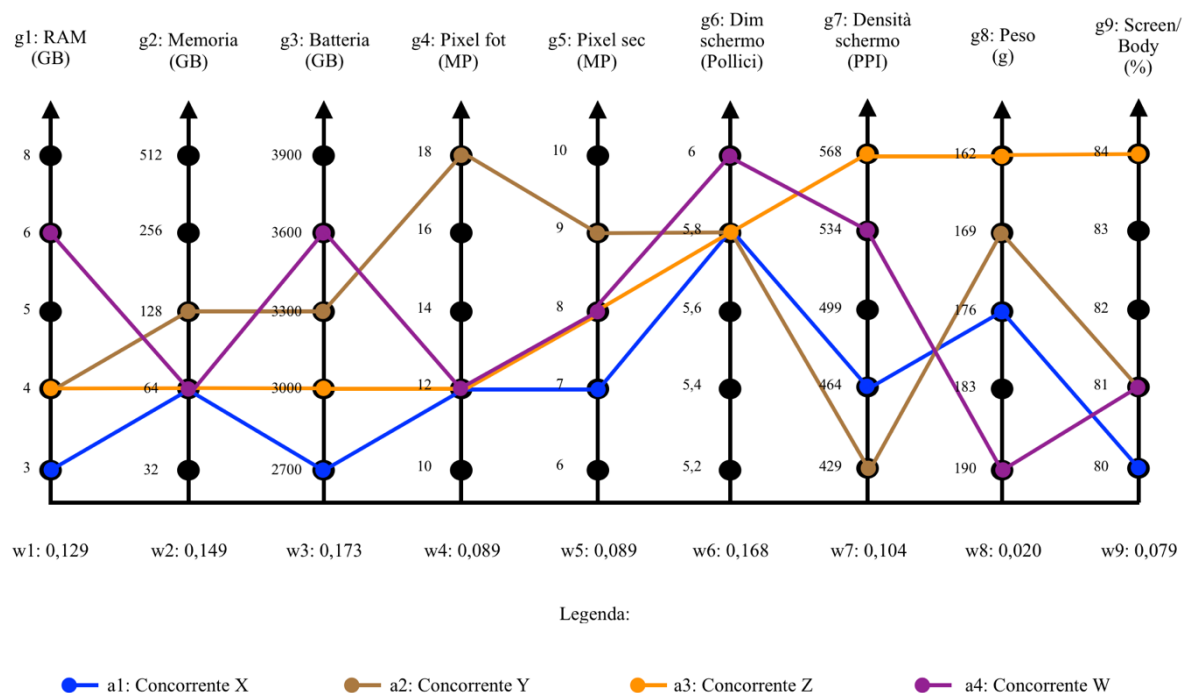 g1: RAM
(GB)
g2: Memoria
(GB)
g3: Batteria
(GB)
g4: Pixel fot
(MP)
g5: Pixel sec
(MP)
g6: Dim
schermo
(Pollici)
g7: Densità
schermo
(PPI)
g8: Peso
(g)
g9: Screen/
Body
(%)
8 512 3900 18 10 6 568 162 84
6 256 3600 16 9 5,8 534 169 83
5 128 3300 14 8 5,6 499 176 82
4 64 3000 12 7 5,4 464 183 81
3 32 2700 10 6 5,2 429 190 80
w1: 0,129 w2: 0,149 w3: 0,173 w4: 0,089 w5: 0,089 w6: 0,168 w7: 0,104 w8: 0,020 w9: 0,079
Legenda:
a1: Concorrente X a2: Concorrente Y a3: Concorrente Z a4: Concorrente W